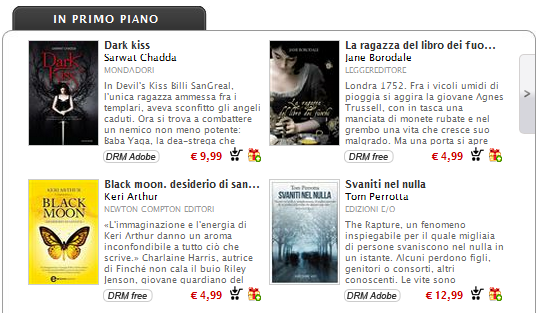 IN PRIMO PIANO
Dark kiss
Sarwat Chadda
MONDADORI
In Devil's Kiss Billi SanGreal,
l'unica ragazza ammessa fra i
templari, aveva sconfitto gli angeli
caduti. Ora si trova a combattere
un nemico non meno potente:
Baba Yaga, la dea-strega che
DRM Adobe
€ 9,99
La ragazza del libro dei fuo...
Jane Borodale
LEGGEREDITORE
Londra 1752. Fra i vicoli umidi di
pioggia si aggira la giovane Agnes
Trussell, con in tasca una
manciata di monete rubate e nel
grembo una vita che cresce suo
malgrado. Ma una porta si apre
DRM free
€ 4,99
Black moon. desiderio di san...
Keri Arthur
NEWTON COMPTON EDITORI
«L'immaginazione e l'energia di
Keri Arthur danno un aroma
inconfondibile a tutto ciò che
scrive.» Charlaine Harris, autrice
di Finché non cala il buio Riley
Jenson, giovane guardiano del
DRM free
€ 4,99
Svaniti nel nulla
Tom Perrotta
EDIZIONI E/O
The Rapture, un fenomeno
inspiegabile per il quale migliaia
di persone svaniscono nel nulla in
un istante. Alcuni perdono figli,
genitori o consorti, altri
conoscenti. Le vite sono
DRM Adobe
€ 12,99
Dark
Kiss
JANE BORODALE
La ragazza
del libro dei fuochi
KERI ARTHUR
BLACK
MOON
Tom Perrotta
SVANITI NEL NULLA